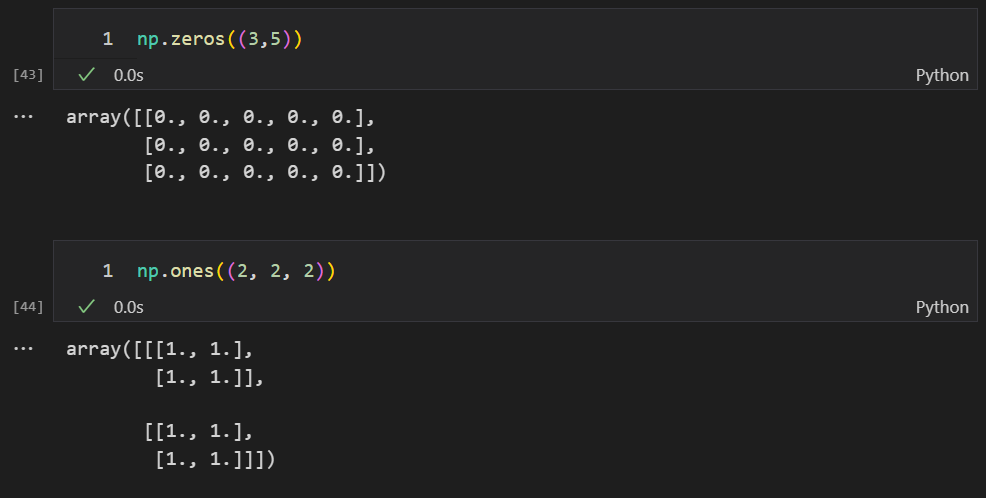 1 np.zeros((3,5))
[43] ✓ 0.0s Python
... array([[0., 0., 0., 0., 0.],
[0., 0., 0., 0., 0.],
[0., 0., 0., 0., 0.]])
1 np.ones((2, 2, 2))
[44] ✓ 0.0s Python
... array([[[1., 1.],
[1., 1.]],
[[1., 1.],
[1., 1.]]])